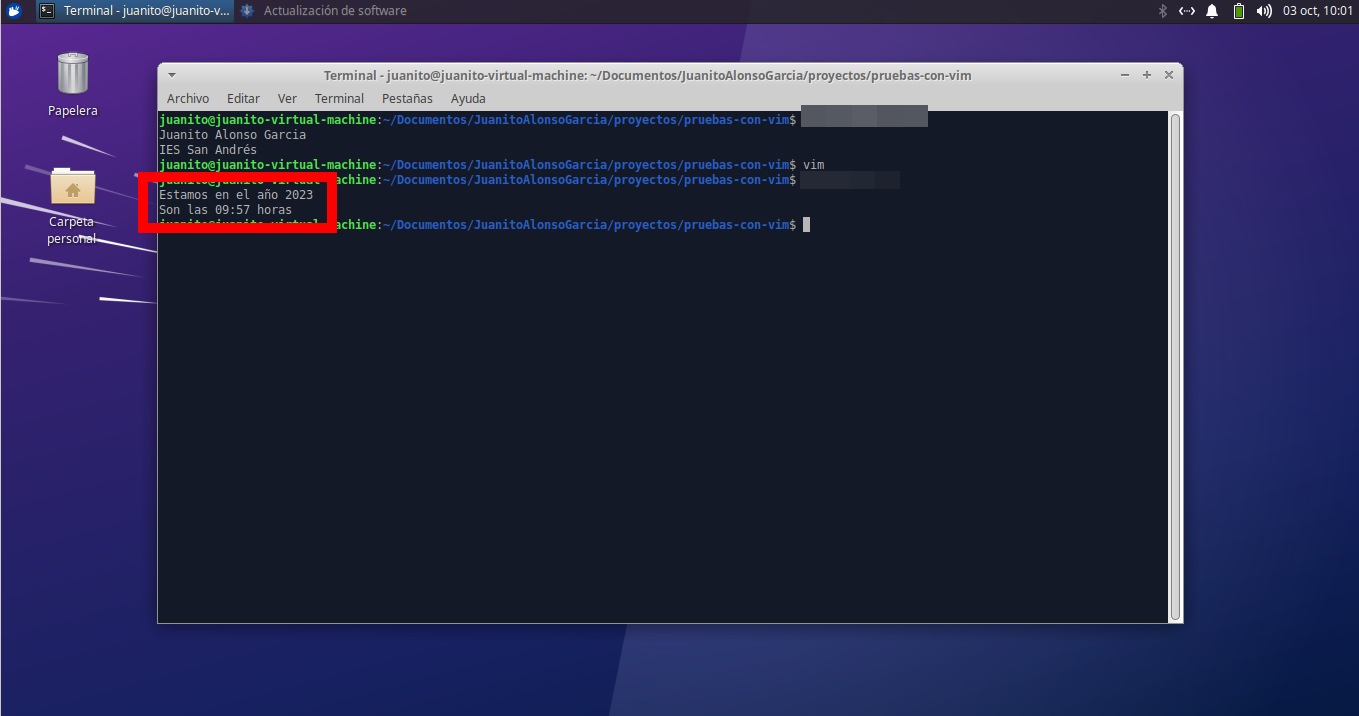 Terminal - juanito@juanito-v...
Actualización de software
03 oct, 10:01
Papelera
Carpeta
personal
Terminal - juanito@juanito-virtual-machine: ~/Documentos/JuanitoAlonsoGarcia/proyectos/pruebas-con-vim
Archivo Editar Ver Terminal Pestañas Ayuda
juanito@juanito-virtual-machine:~/Documentos/JuanitoAlonsoGarcia/proyectos/pruebas-con-vim$
Juanito Alonso Garcia
IES San Andrés
juanito@juanito-virtual-machine:~/Documentos/JuanitoAlonsoGarcia/proyectos/pruebas-con-vim$ vim
juanito@juanito-virtual-machine:~/Documentos/JuanitoAlonsoGarcia/proyectos/pruebas-con-vim$
Estamos en el año 2023
Son las 09:57 horas
juanito@juanito-virtual-machine:~/Documentos/JuanitoAlonsoGarcia/proyectos/pruebas-con-vim$